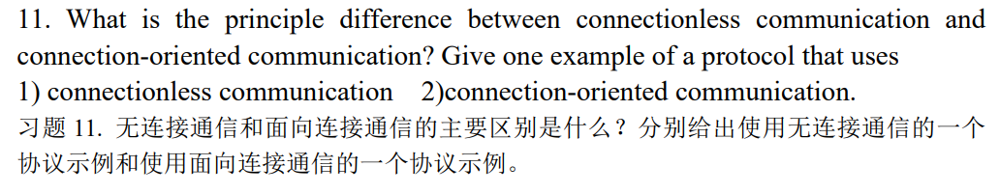 11. What is the principle difference between connectionless communication and
connection-oriented communication? Give one example of a protocol that uses
1) connectionless communication 2)connection-oriented communication.
习题 11. 无连接通信和面向连接通信的主要区别是什么？分别给出使用无连接通信的一个
协议示例和使用面向连接通信的一个协议示例。